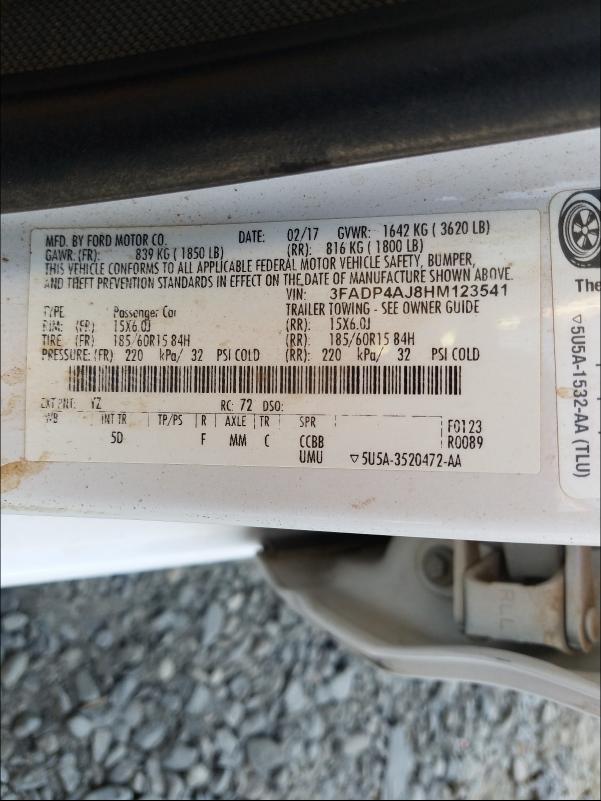 MFD. BY FORD MOTOR CO. DATE: 02/17 GVWR: 1642 KG ( 3620 LB)
GAWR: (FR): 839 KG ( 1850 LB) (RR): 816 KG ( 1800 LB)
THIS VEHICLE CONFORMS TO ALL APPLICABLE FEDERAL MOTOR VEHICLE SAFETY, BUMPER,
AND THEFT PREVENTION STANDARDS IN EFFECT ON THE DATE OF MANUFACTURE SHOWN ABOVE.
VIN: 3FADP4AJ8HM123541
TYPE: Passenger Car TRAILER TOWING - SEE OWNER GUIDE
RIM: (FR) 15X6.0J (RR): 15X6.0J
TIRE (FR) 185/60R15 84H (RR): 185/60R15 84H
PRESSURE: (FR) 220 kPa/ 32 PSI COLD (RR): 220 kPa/ 32 PSI COLD
EXT PNT: YZ RC: 72 DSO:
WB INT TR TP/PS R AXLE TR SPR F0123
5D F MM C CCBB R0089
UMU ▽5U5A-3520472-AA
The
▽5U5A-1532-AA (TLU)
RLL